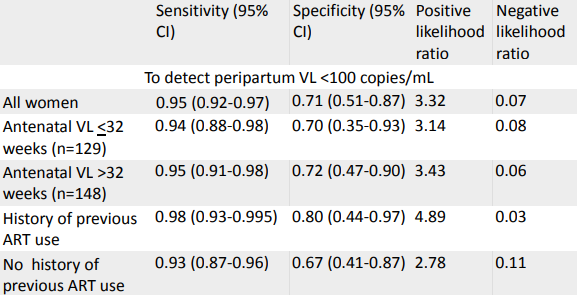 Sensitivity (95% CI) Specificity (95% CI) Positive likelihood ratio Negative likelihood ratio
To detect peripartum VL <100 copies/mL
All women 0.95 (0.92-0.97) 0.71 (0.51-0.87) 3.32 0.07
Antenatal VL <32 weeks (n=129) 0.94 (0.88-0.98) 0.70 (0.35-0.93) 3.14 0.08
Antenatal VL >32 weeks (n=148) 0.95 (0.91-0.98) 0.72 (0.47-0.90) 3.43 0.06
History of previous ART use 0.98 (0.93-0.995) 0.80 (0.44-0.97) 4.89 0.03
No history of previous ART use 0.93 (0.87-0.96) 0.67 (0.41-0.87) 2.78 0.11